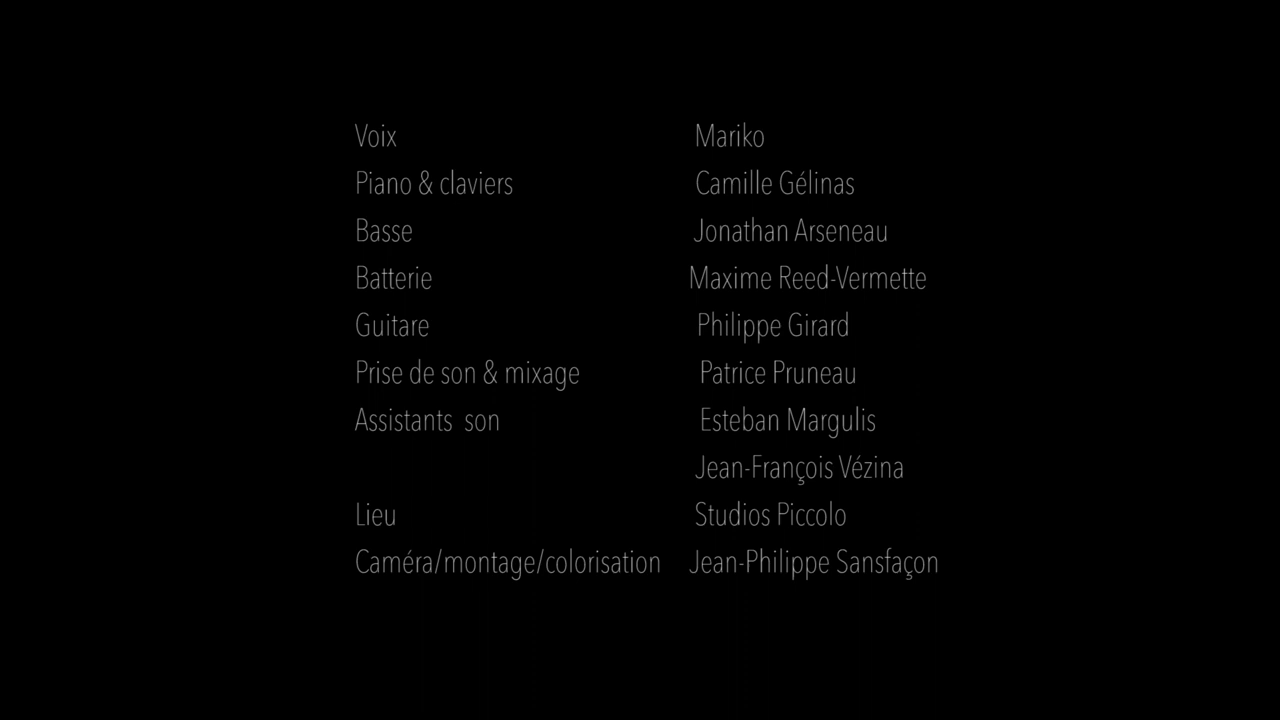 Voix Mariko
Piano & claviers Camille Gélinas
Basse Jonathan Arseneau
Batterie Maxime Reed-Vermette
Guitare Philippe Girard
Prise de son & mixage Patrice Pruneau
Assistants son Esteban Margulis
Jean-François Vézina
Lieu Studios Piccolo
Caméra/montage/colorisation Jean-Philippe Sansfaçon